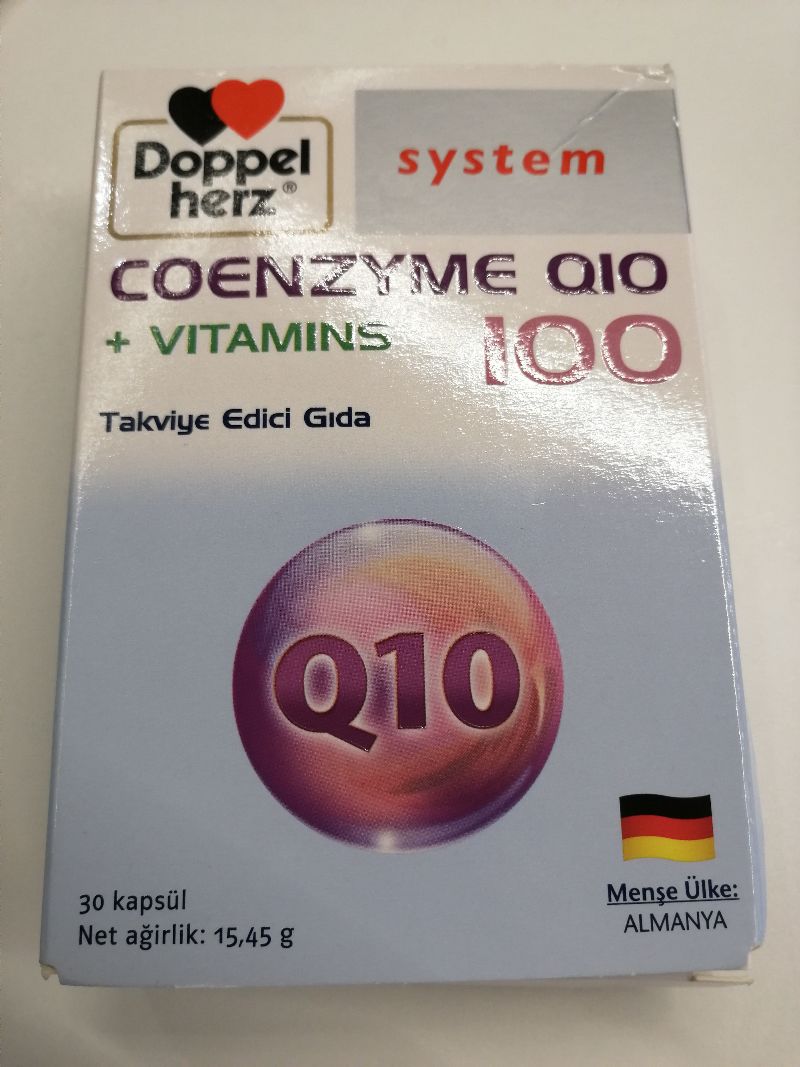 Doppel
herz®
system
COENZYME Q10
+ VITAMINS 100
Takviye Edici Gıda
Q10
30 kapsül
Net ağirlik: 15,45 g
Menşe Ülke:
ALMANYA